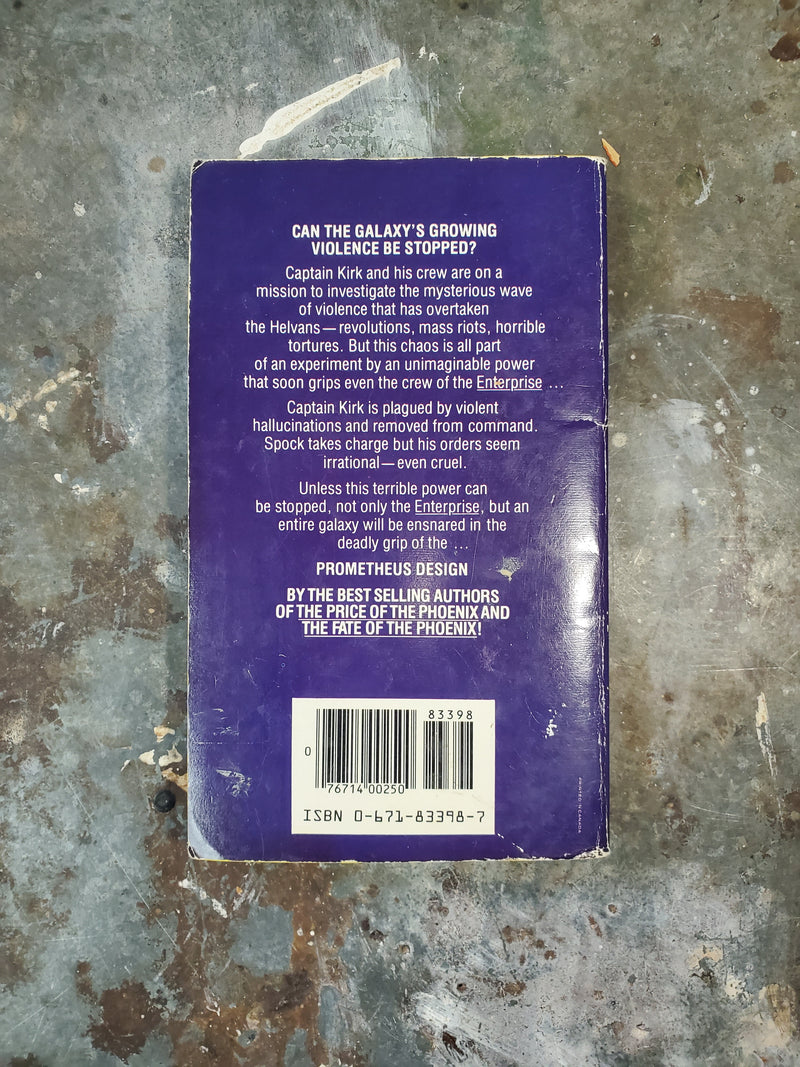 CAN THE GALAXY'S GROWING
VIOLENCE BE STOPPED?
Captain Kirk and his crew are on a
mission to investigate the mysterious wave
of violence that has overtaken
the Helvans—revolutions, mass riots, horrible
tortures. But this chaos is all part
of an experiment by an unimaginable power
that soon grips even the crew of the Enterprise ...
Captain Kirk is plagued by violent
hallucinations and removed from command.
Spock takes charge but his orders seem
irrational—even cruel.
Unless this terrible power can
be stopped, not only the Enterprise, but an
entire galaxy will be ensnared in the
deadly grip of the ...
PROMETHEUS DESIGN
BY THE BEST SELLING AUTHORS
OF THE PRICE OF THE PHOENIX AND
THE FATE OF THE PHOENIX!
83398
0
76714 00250
ISBN 0-671-83398-7
PRINTED IN CANADA